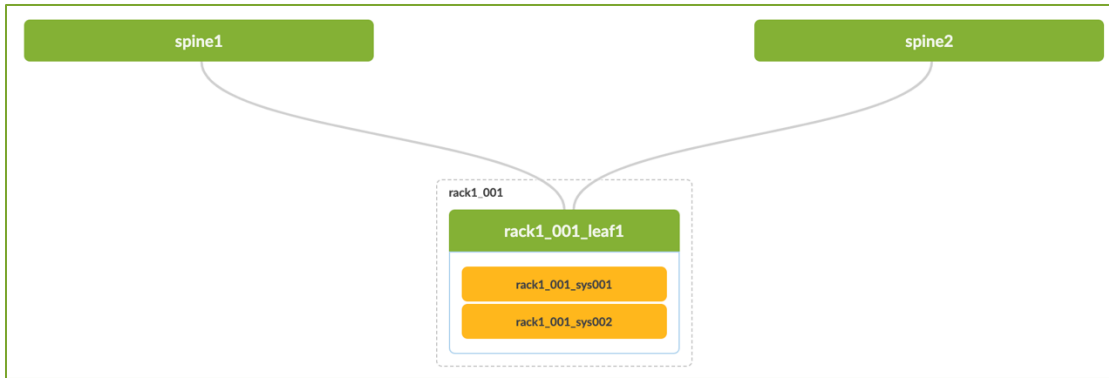 spine1
spine2
rack1_001
rack1_001_leaf1
rack1_001_sys001
rack1_001_sys002